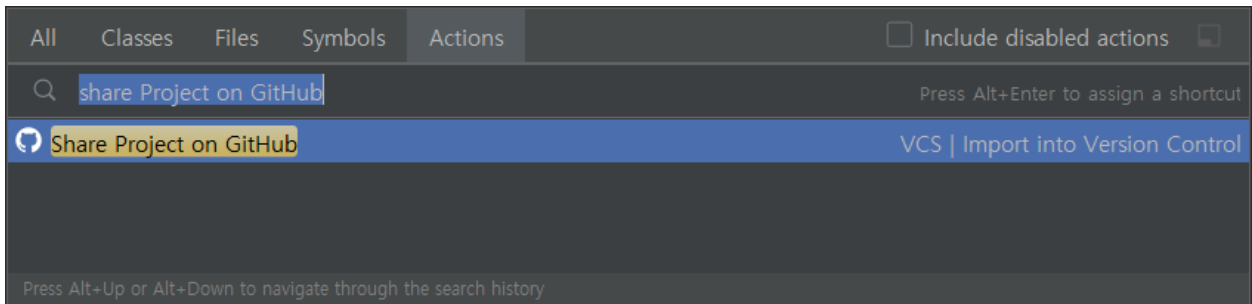 All Classes Files Symbols Actions Include disabled actions
share Project on GitHub Press Alt+Enter to assign a shortcut
Share Project on GitHub VCS | Import into Version Control
Press Alt+Up or Alt+Down to navigate through the search history